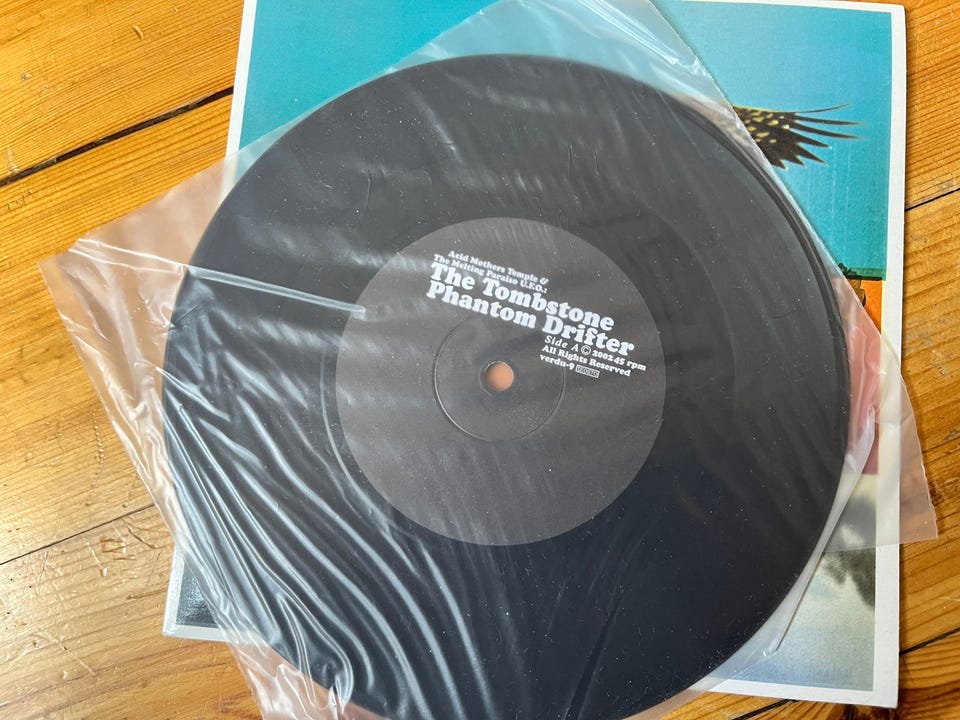 Acid Mothers Temple &
The Melting Paraiso U.F.O.:
The Tombstone
Phantom Drifter
Side A © 2002 45 rpm
All Rights Reserved
verdu-9